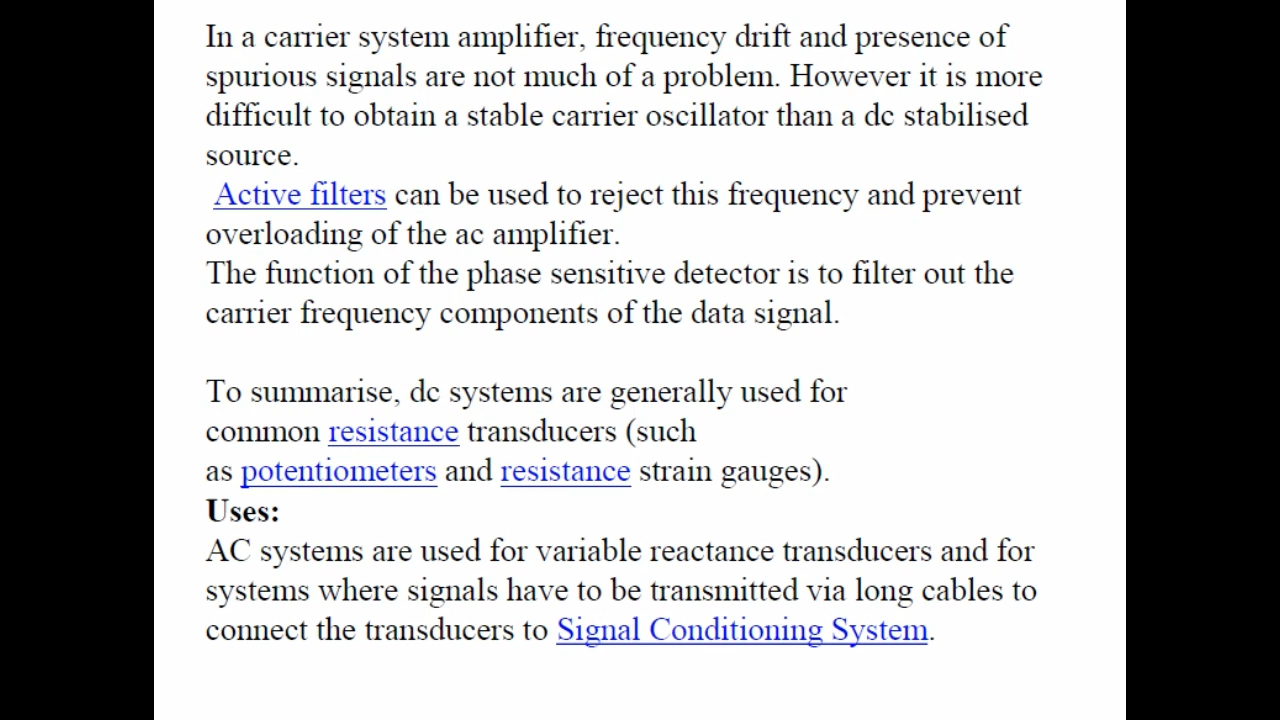 In a carrier system amplifier, frequency drift and presence of
spurious signals are not much of a problem. However it is more
difficult to obtain a stable carrier oscillator than a dc stabilised
source.
Active filters can be used to reject this frequency and prevent
overloading of the ac amplifier.
The function of the phase sensitive detector is to filter out the
carrier frequency components of the data signal.
To summarise, dc systems are generally used for
common resistance transducers (such
as potentiometers and resistance strain gauges).
Uses:
AC systems are used for variable reactance transducers and for
systems where signals have to be transmitted via long cables to
connect the transducers to Signal Conditioning System.